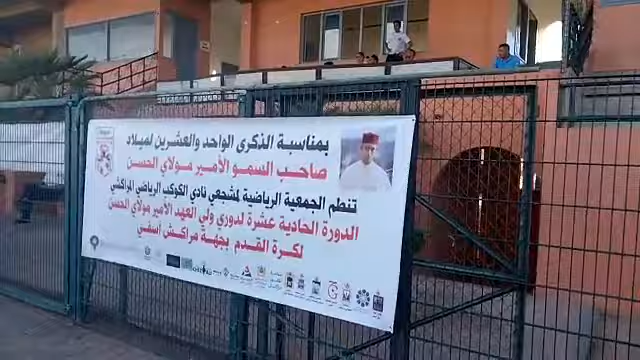 بمناسبة الذكرى الواحد والعشرين لميلاد
صاحب السمو الأمير مولاي الحسن
تنظم الجمعية الرياضية لمشجعي نادي الكوكب الرياضي المراكشي
الدورة الحادية عشرة لدوري ولي العهد الأمير مولاي الحسن
لكرة القدم بجهة مراكش أسفي